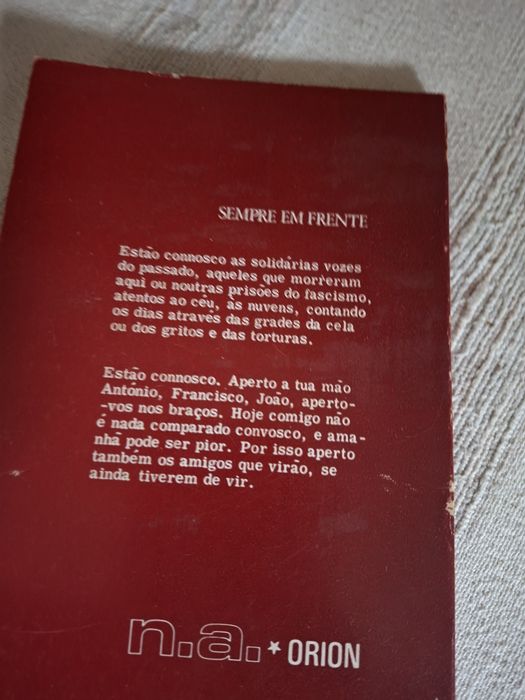 SEMPRE EM FRENTE
Estão connosco as solidárias vozes
do passado, aqueles que morreram
aqui ou noutras prisões do fascismo,
atentos ao céu, às nuvens, contando
os dias através das grades da cela
ou dos gritos e das torturas.
Estão connosco. Aperto a tua mão
António, Francisco, João, aperto-
-vos nos braços. Hoje comigo não
é nada comparado convosco, e ama-
nhã pode ser pior. Por isso aperto
também os amigos que virão, se
ainda tiverem de vir.
n.a. * ORION